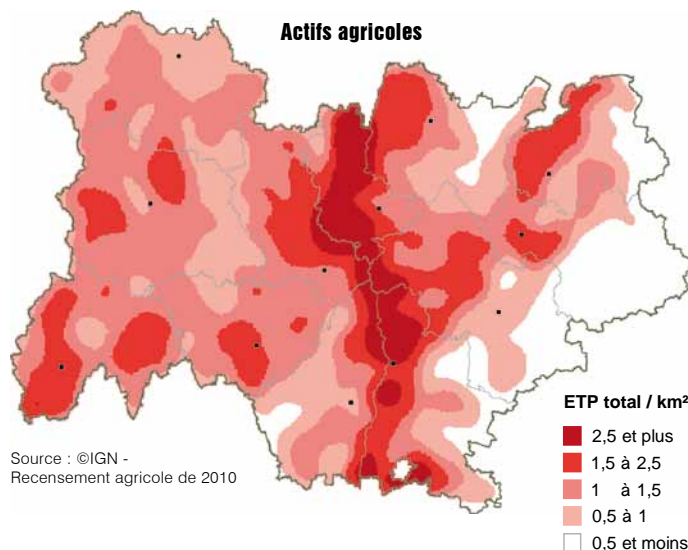 Actifs agricoles
ETP total / km²
2,5 et plus
1,5 à 2,5
1 à 1,5
0,5 à 1
0,5 et moins
Source : ©IGN -
Recensement agricole de 2010